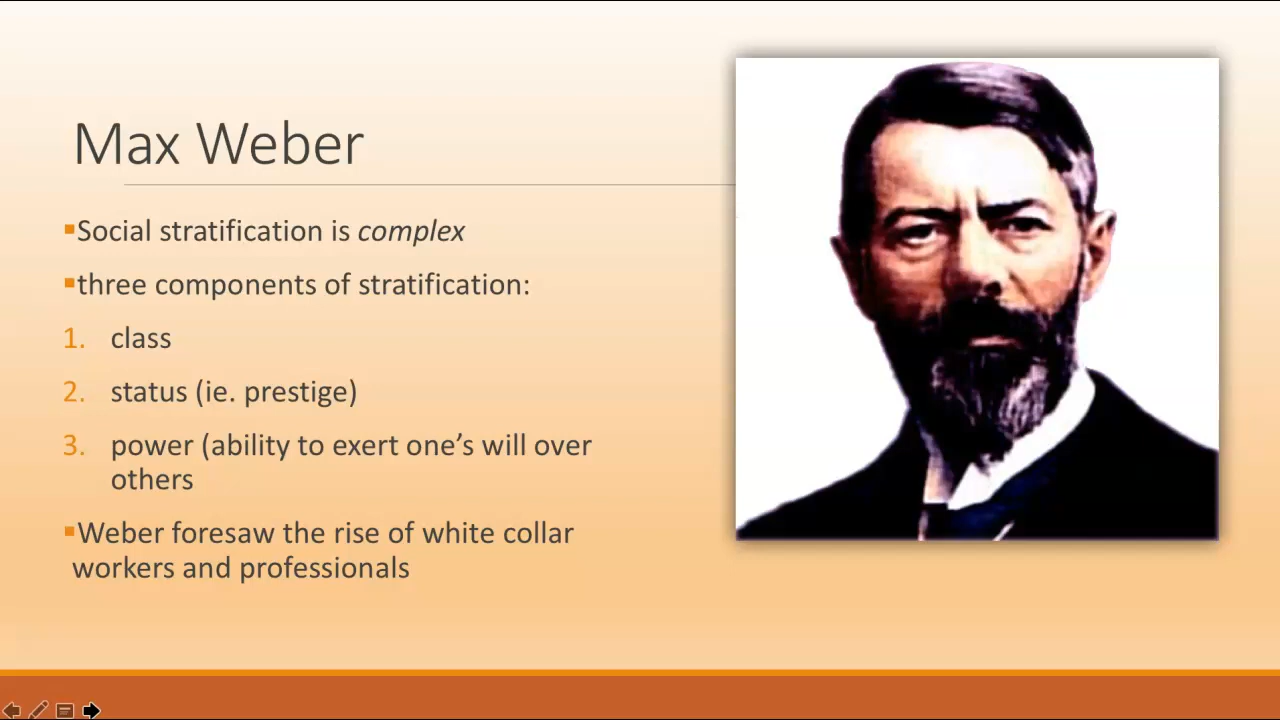 Max Weber
▪Social stratification is complex
▪three components of stratification:
1. class
2. status (ie. prestige)
3. power (ability to exert one's will over
others
▪Weber foresaw the rise of white collar
workers and professionals